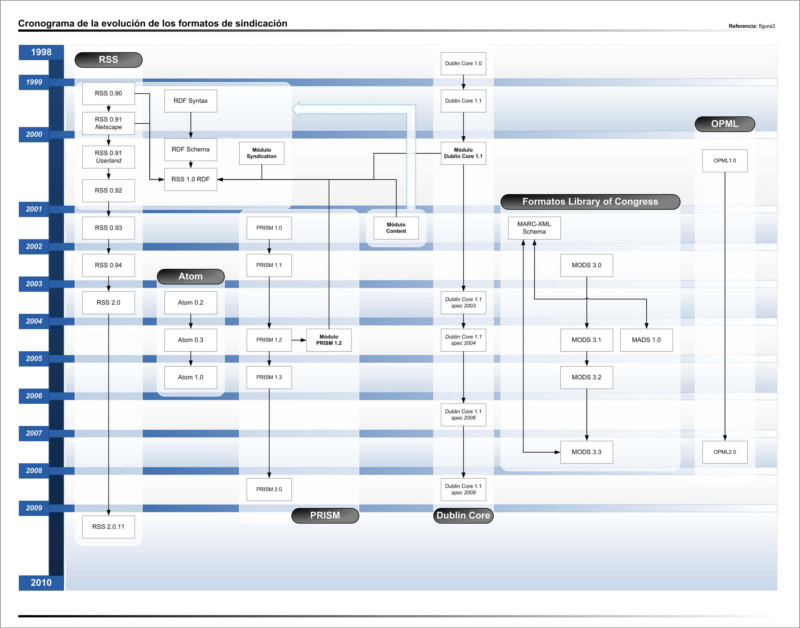 Cronograma de la evolución de los formatos de sindicación
Referencia: figura3
1998
RSS
Dublin Core 1.0
1999
RSS 0.90
RDF Syntax
Dublin Core 1.1
RSS 0.91
Netscape
OPML
2000
RSS 0.91
Userland
RDF Schema
Módulo
Syndication
Módulo
Dublin Core 1.1
OPML1.0
RSS 0.92
RSS 1.0 RDF
Formatos Library of Congress
2001
RSS 0.93
PRISM 1.0
Módulo
Content
MARC-XML
Schema
2002
RSS 0.94
PRISM 1.1
MODS 3.0
Atom
2003
RSS 2.0
Atom 0.2
Dublin Core 1.1
spec 2003
2004
Atom 0.3
PRISM 1.2
Módulo
PRISM 1.2
Dublin Core 1.1
spec 2004
MODS 3.1
MADS 1.0
2005
Atom 1.0
PRISM 1.3
MODS 3.2
2006
Dublin Core 1.1
spec 2006
2007
MODS 3.3
OPML2.0
2008
PRISM 2.0
Dublin Core 1.1
spec 2008
2009
PRISM
Dublin Core
RSS 2.0.11
2010